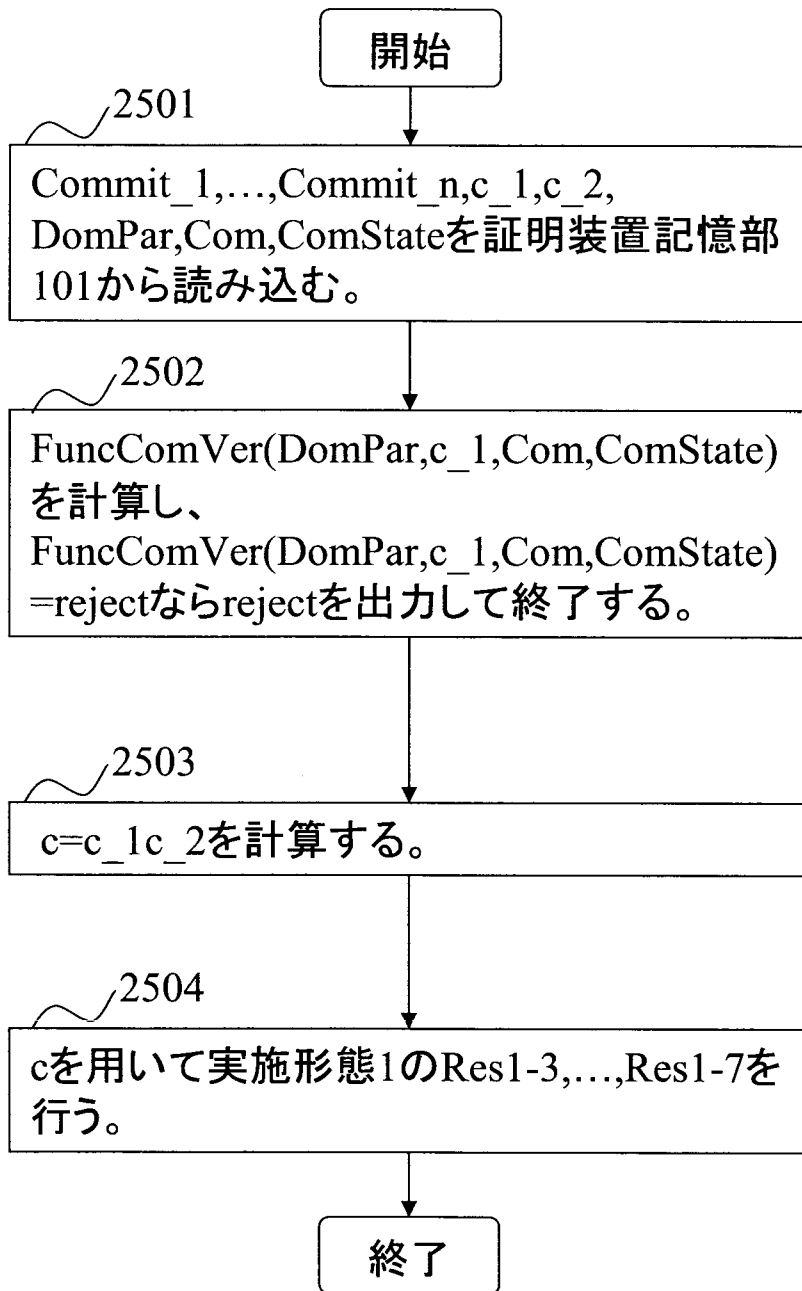 開始
2501
Commit_1,…,Commit_n,c_1,c_2,
DomPar,Com,ComStateを証明装置記憶部
101から読み込む。
2502
FuncComVer(DomPar,c_1,Com,ComState)
を計算し、
FuncComVer(DomPar,c_1,Com,ComState)
=rejectならrejectを出力して終了する。
2503
c=c_1c_2を計算する。
2504
cを用いて実施形態1のRes1-3,…,Res1-7を
行う。
終了